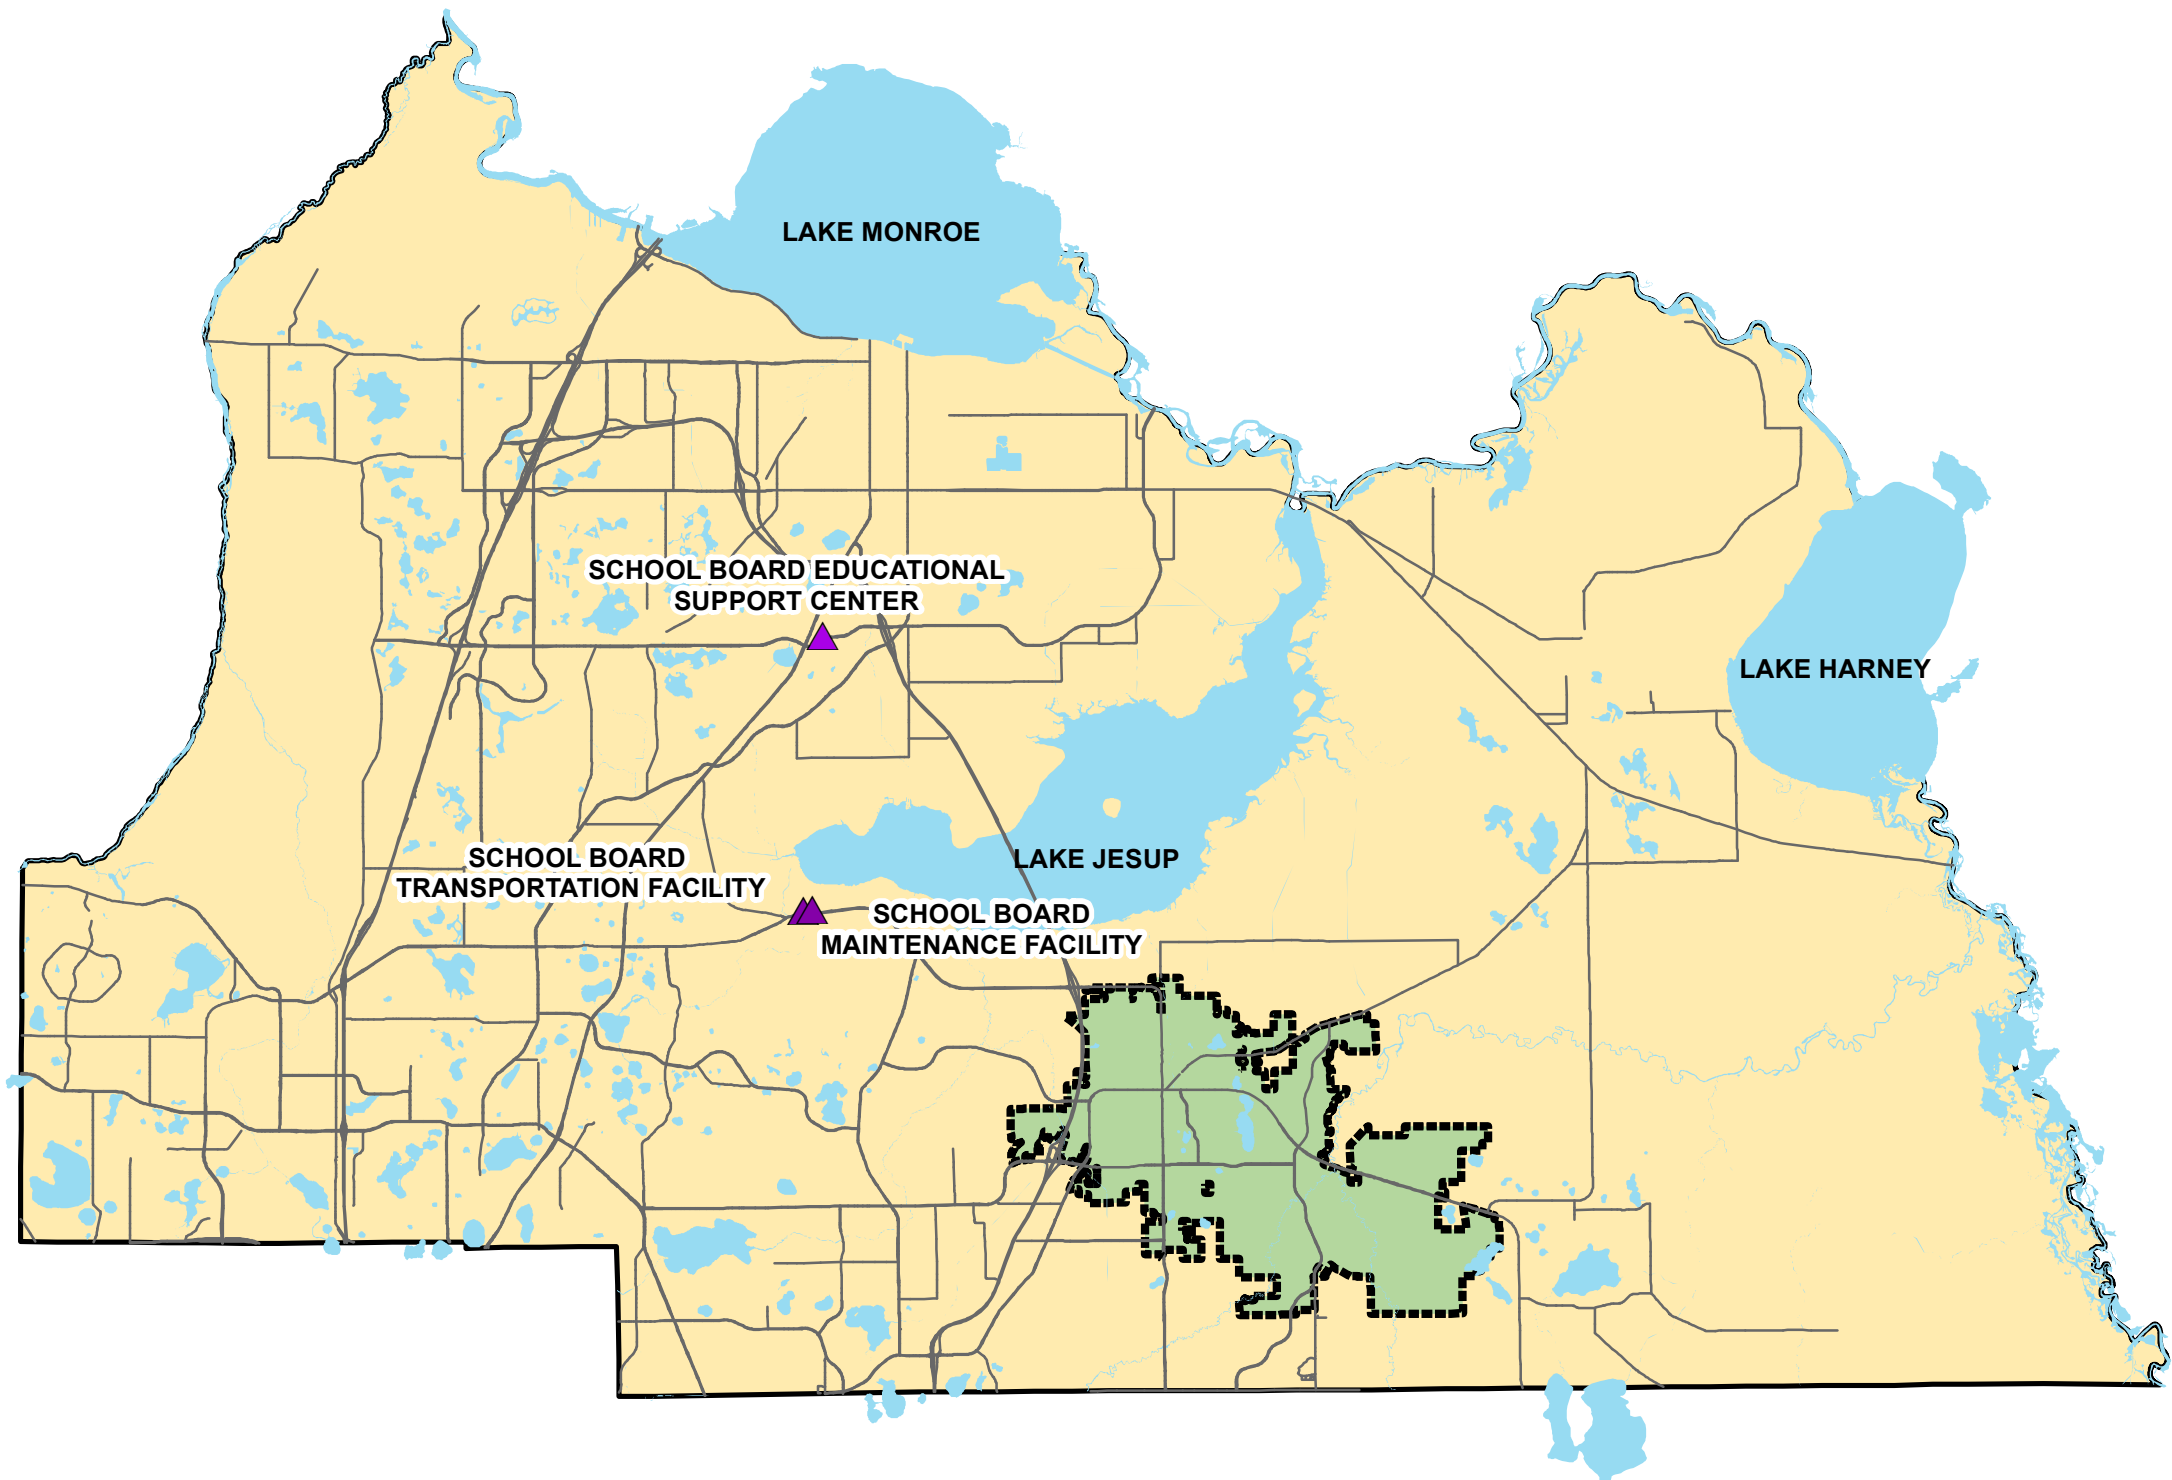 LAKE MONROE
SCHOOL BOARD EDUCATIONAL
SUPPORT CENTER
LAKE HARNEY
SCHOOL BOARD
TRANSPORTATION FACILITY
LAKE JESUP
SCHOOL BOARD
MAINTENANCE FACILITY